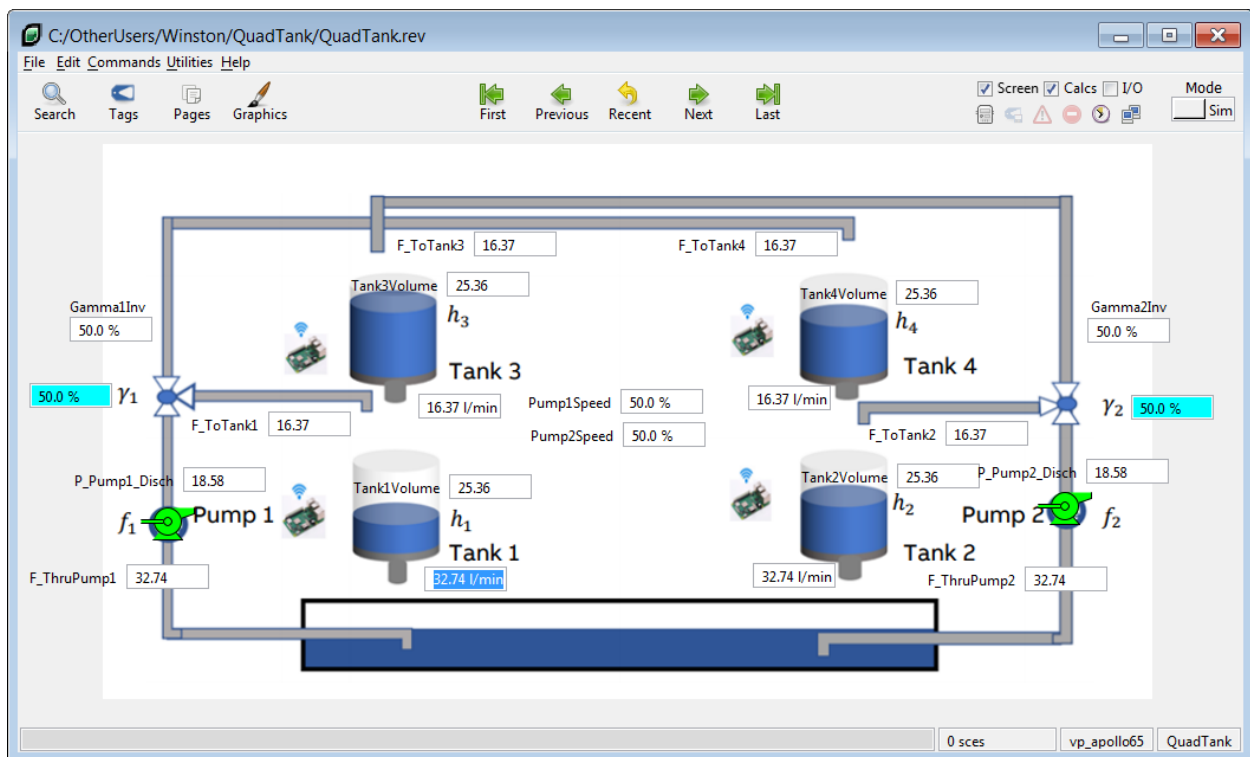 C:/OtherUsers/Winston/QuadTank/QuadTank.rev
File Edit Commands Utilities Help
Search Tags Pages Graphics First Previous Recent Next Last
Screen Calcs I/O Mode
Sim
F_ToTank3 16.37 F_ToTank4 16.37
Tank3Volume 25.36 Tank4Volume 25.36
Gamma1Inv Gamma2Inv
50.0 % h₃ h₄ 50.0 %
Tank 3 Tank 4
50.0 % γ₁ 16.37 l/min Pump1Speed 50.0 % 16.37 l/min γ₂ 50.0 %
F_ToTank1 16.37 Pump2Speed 50.0 % F_ToTank2 16.37
P_Pump1_Disch 18.58 Tank1Volume 25.36 Tank2Volume 25.36 P_Pump2_Disch 18.58
f₁ Pump 1 h₁ h₂ Pump 2 f₂
Tank 1 Tank 2
F_ThruPump1 32.74 32.74 l/min 32.74 l/min F_ThruPump2 32.74
0 sces vp_apollo65 QuadTank